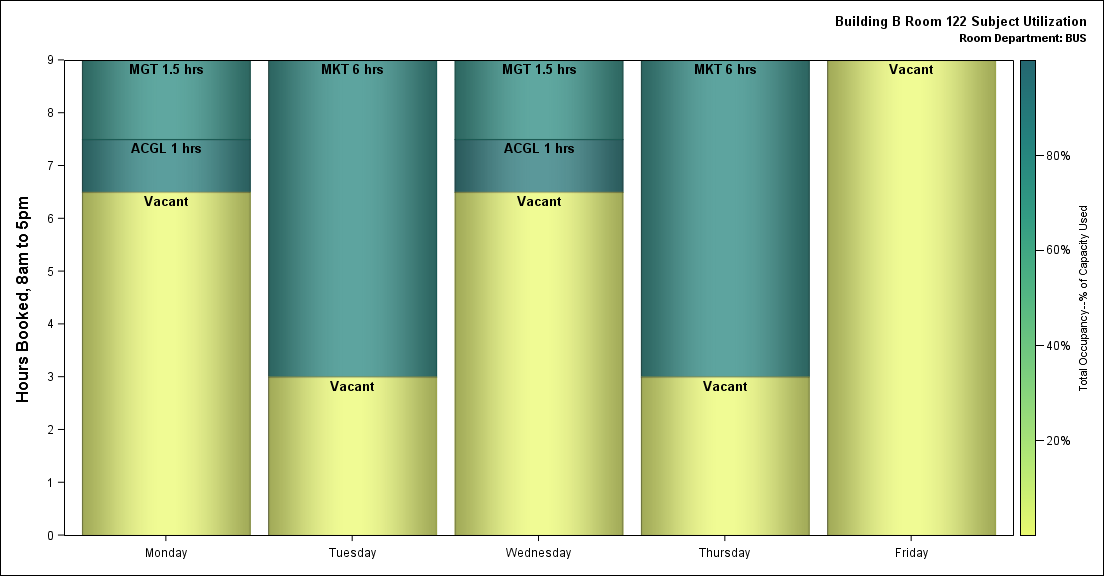 Building B Room 122 Subject Utilization
Room Department: BUS
Hours Booked, 8am to 5pm
9
8
7
6
5
4
3
2
1
0
MGT 1.5 hrs
ACGL 1 hrs
Vacant
MKT 6 hrs
Vacant
MGT 1.5 hrs
ACGL 1 hrs
Vacant
MKT 6 hrs
Vacant
Vacant
Monday
Tuesday
Wednesday
Thursday
Friday
80%
60%
40%
20%
Total Occupancy--% of Capacity Used